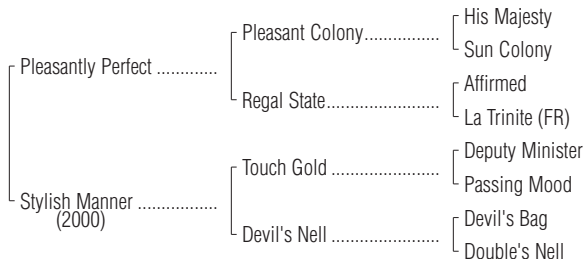 His Majesty
Pleasant Colony................
Sun Colony
Pleasantly Perfect .............
Affirmed
Regal State........................
La Trinite (FR)
Deputy Minister
Touch Gold .......................
Passing Mood
Stylish Manner .................
(2000)
Devil's Bag
Devil's Nell .......................
Double's Nell